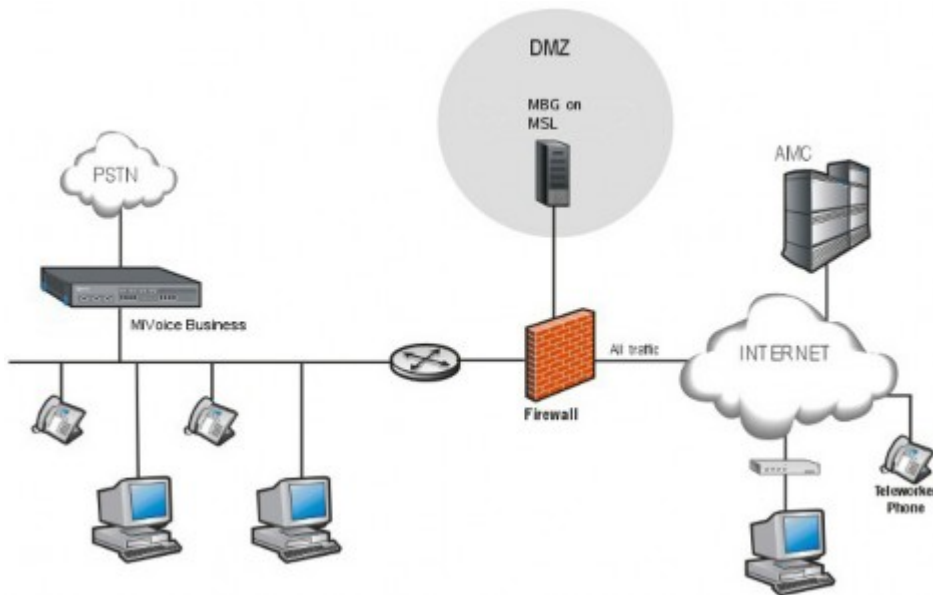 DMZ
MBG on
MSL
PSTN
AMC
MiVoice Business
All traffic
INTERNET
Firewall
Teleworker
Phone